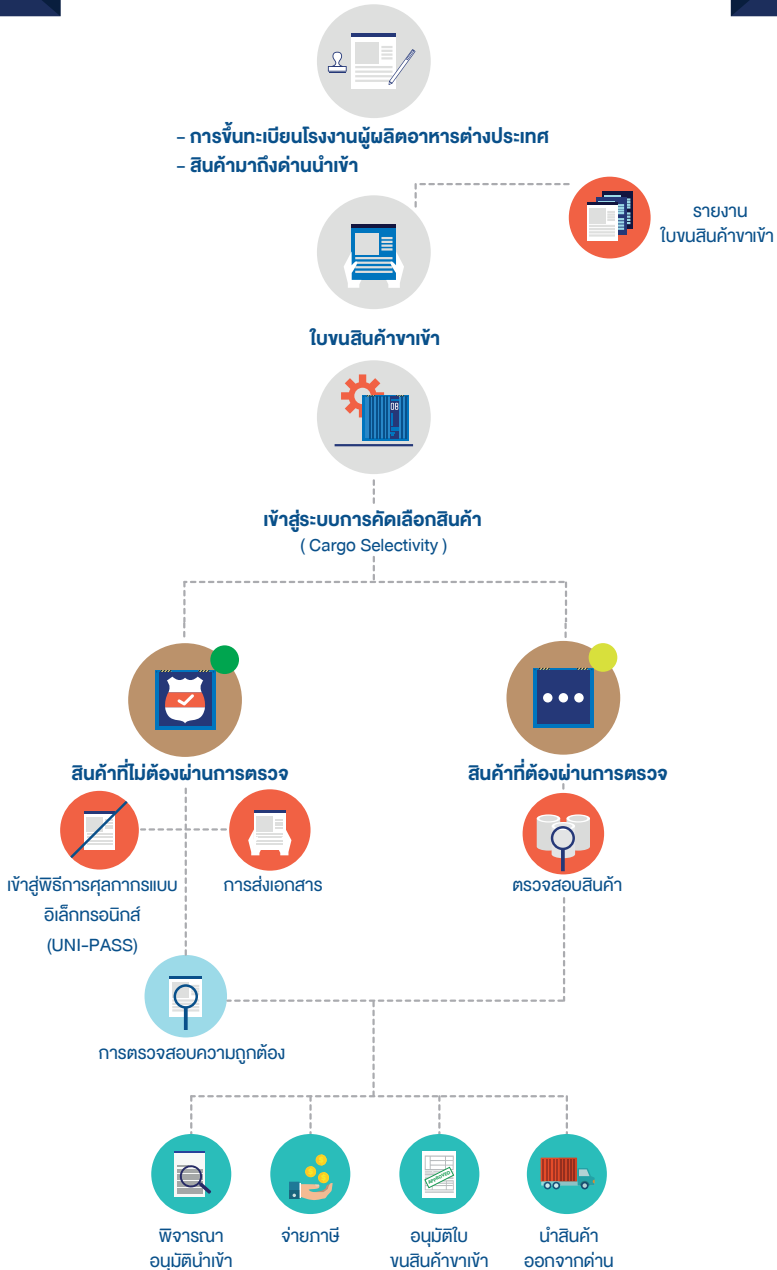 - การขึ้นทะเบียนโรงงานผู้ผลิตอาหารต่างประเทศ
- สินค้ามาถึงด่านนำเข้า
รายงาน
ใบขนสินค้าขาเข้า
ใบขนสินค้าขาเข้า
DB
เข้าสู่ระบบการคัดเลือกสินค้า
( Cargo Selectivity )
สินค้าที่ไม่ต้องผ่านการตรวจ
สินค้าที่ต้องผ่านการตรวจ
เข้าสู่พิธีการศุลกากรแบบ
อิเล็กทรอนิกส์
(UNI-PASS)
การส่งเอกสาร
ตรวจสอบสินค้า
การตรวจสอบความถูกต้อง
APPROVED
พิจารณา
อนุมัตินำเข้า
จ่ายภาษี
อนุมัติใบ
ขนสินค้าขาเข้า
นำสินค้า
ออกจากด่าน